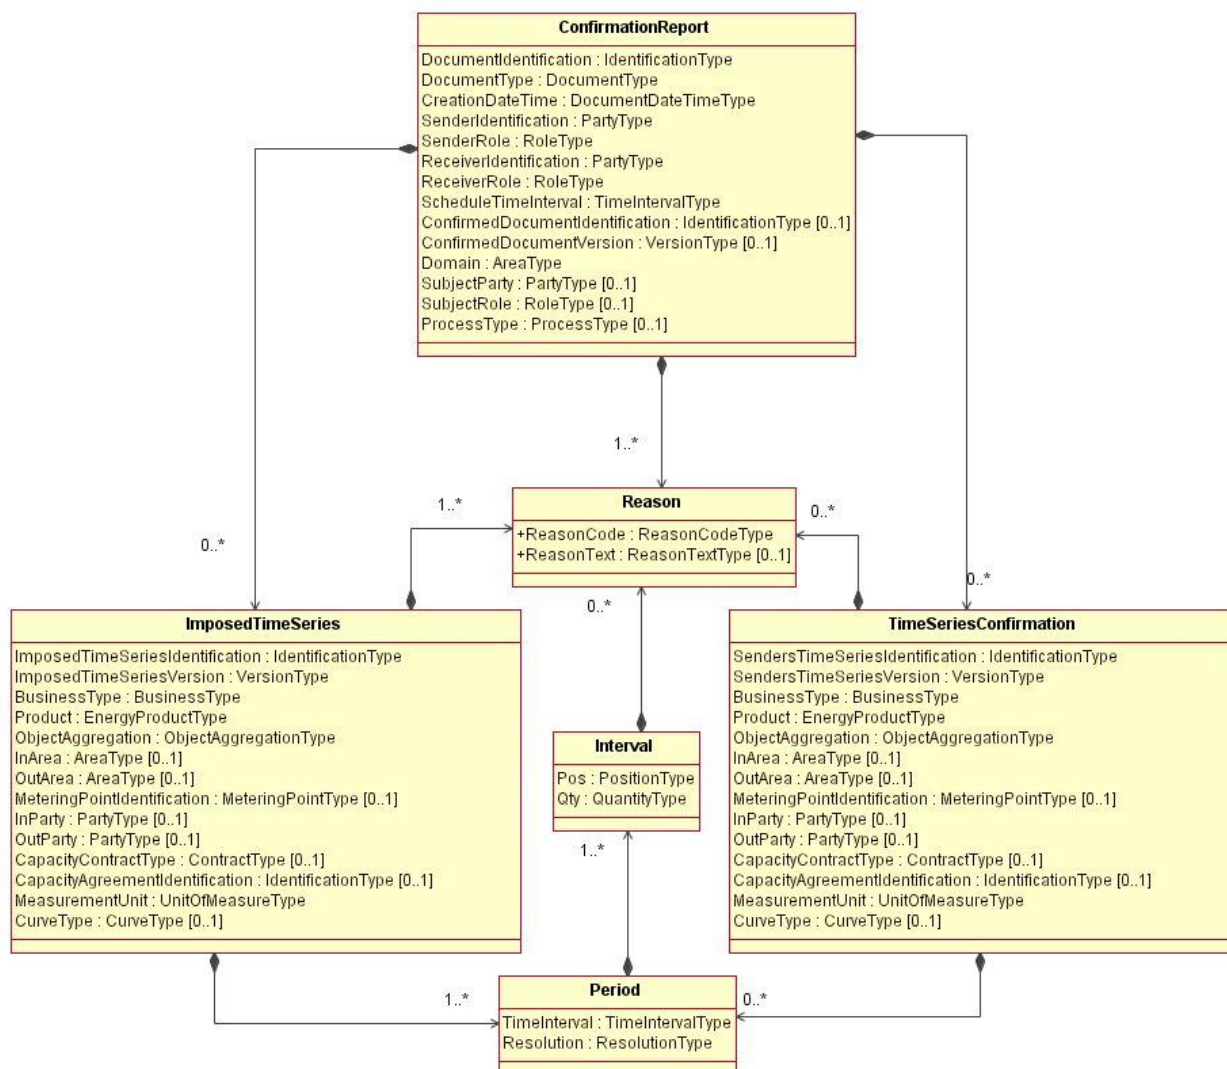 ConfirmationReport
DocumentIdentification : IdentificationType
DocumentType : DocumentType
CreationDateTime : DocumentDateTimeType
SenderIdentification : PartyType
SenderRole : RoleType
ReceiverIdentification : PartyType
ReceiverRole : RoleType
ScheduleTimeInterval : TimeIntervalType
ConfirmedDocumentIdentification : IdentificationType [0..1]
ConfirmedDocumentVersion : VersionType [0..1]
Domain : AreaType
SubjectParty : PartyType [0..1]
SubjectRole : RoleType [0..1]
ProcessType : ProcessType [0..1]
1..*
Reason
+ReasonCode : ReasonCodeType
+ReasonText : ReasonTextType [0..1]
1..*
0..*
0..*
0..*
0..*
ImposedTimeSeries
ImposedTimeSeriesIdentification : IdentificationType
ImposedTimeSeriesVersion : VersionType
BusinessType : BusinessType
Product : EnergyProductType
ObjectAggregation : ObjectAggregationType
InArea : AreaType [0..1]
OutArea : AreaType [0..1]
MeteringPointIdentification : MeteringPointType [0..1]
InParty : PartyType [0..1]
OutParty : PartyType [0..1]
CapacityContractType : ContractType [0..1]
CapacityAgreementIdentification : IdentificationType [0..1]
MeasurementUnit : UnitOfMeasureType
CurveType : CurveType [0..1]
Interval
Pos : PositionType
Qty : QuantityType
1..*
TimeSeriesConfirmation
SendersTimeSeriesIdentification : IdentificationType
SendersTimeSeriesVersion : VersionType
BusinessType : BusinessType
Product : EnergyProductType
ObjectAggregation : ObjectAggregationType
InArea : AreaType [0..1]
OutArea : AreaType [0..1]
MeteringPointIdentification : MeteringPointType [0..1]
InParty : PartyType [0..1]
OutParty : PartyType [0..1]
CapacityContractType : ContractType [0..1]
CapacityAgreementIdentification : IdentificationType [0..1]
MeasurementUnit : UnitOfMeasureType
CurveType : CurveType [0..1]
1..*
0..*
Period
TimeInterval : TimeIntervalType
Resolution : ResolutionType